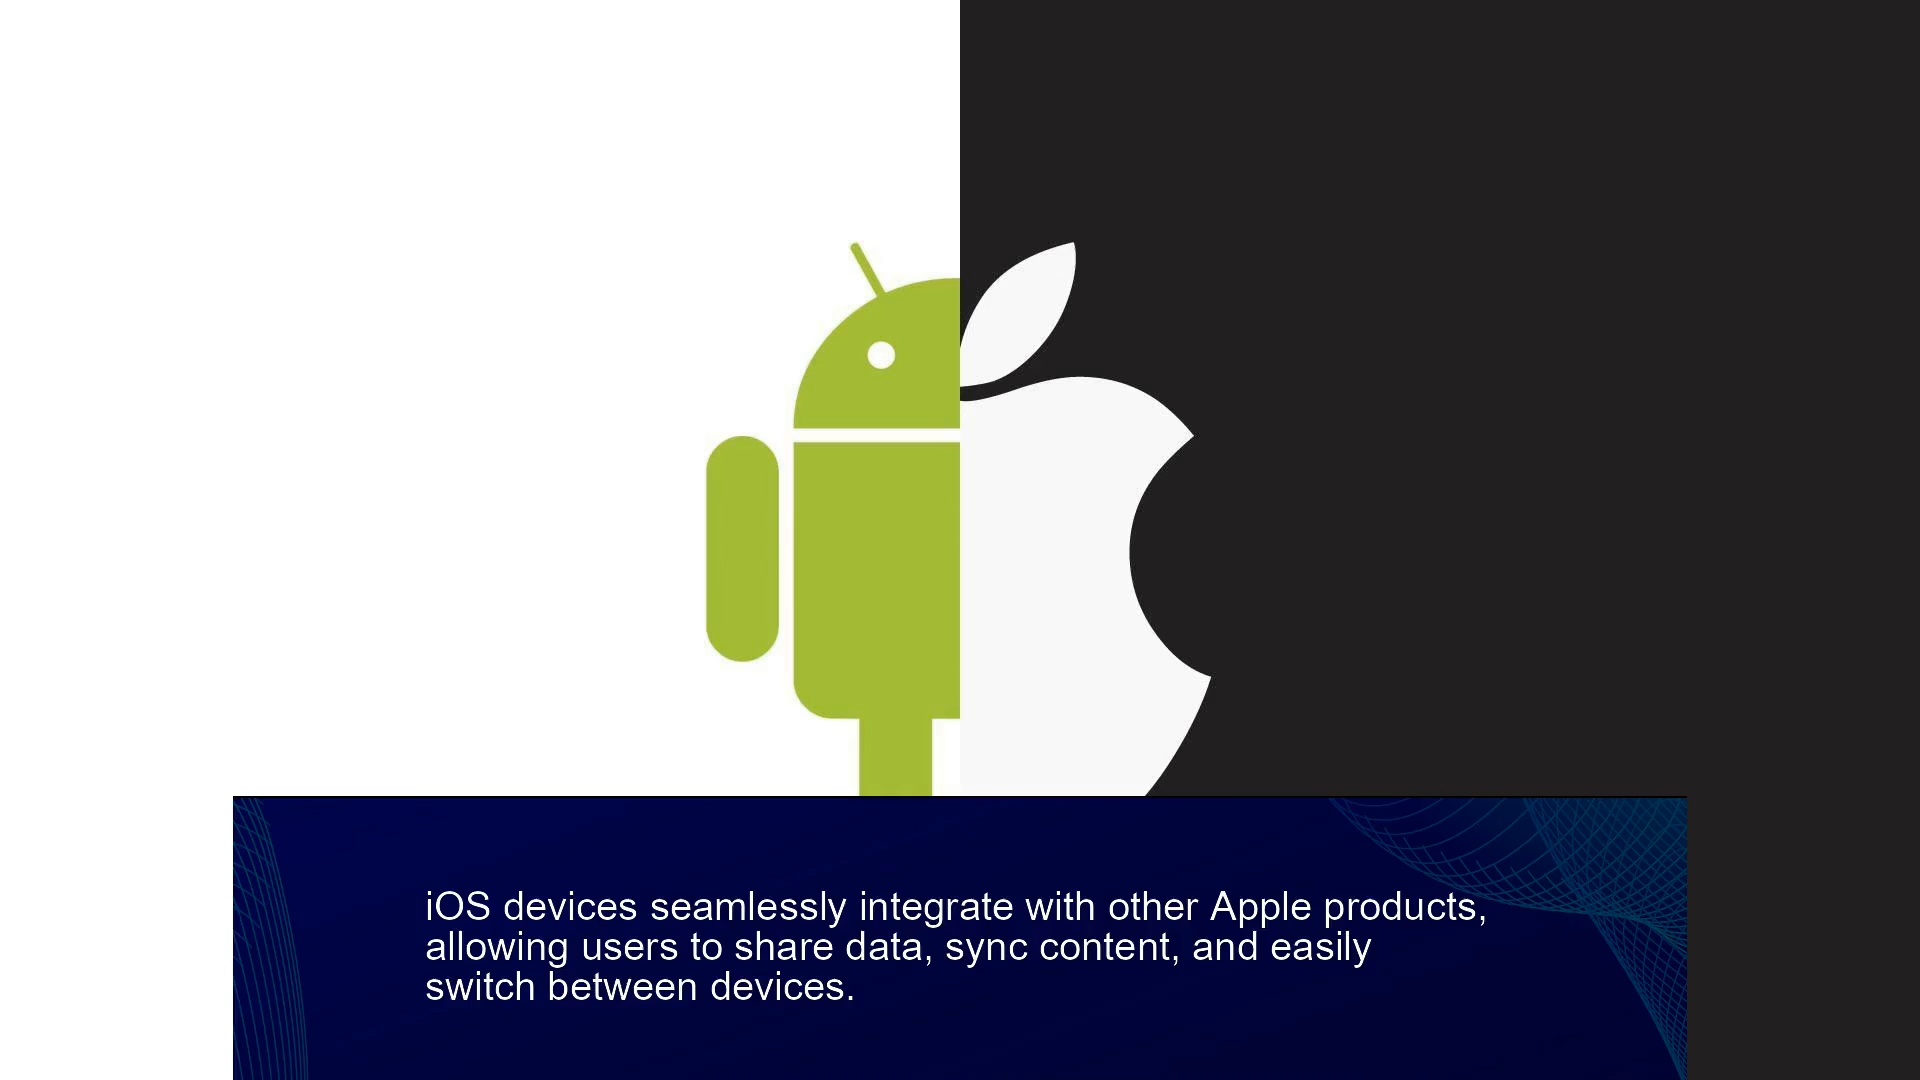 iOS devices seamlessly integrate with other Apple products,
allowing users to share data, sync content, and easily
switch between devices.